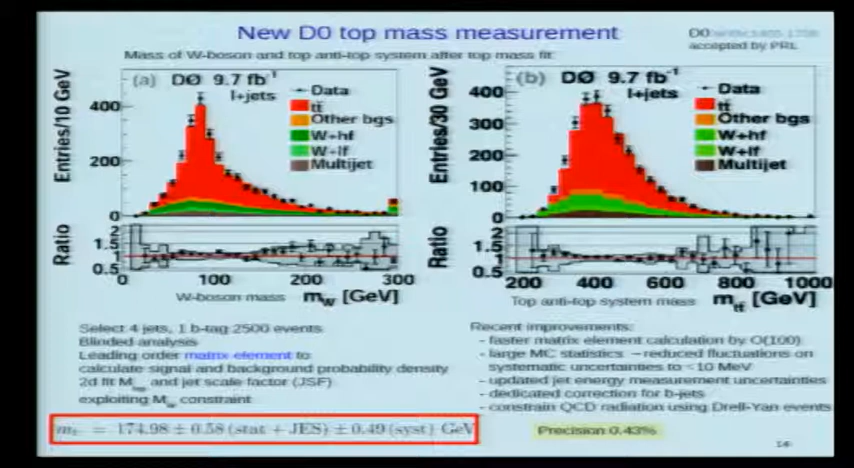 New D0 top mass measurement
D0
accepted by PRL
Mass of W-boson and top anti-top system after top mass fit
(a) DØ 9.7 fb⁻¹
l+jets
Data
tt̄
Other bgs
W+hf
W+lf
Multijet
Entries/10 GeV
400
200
0
Ratio
2
1.5
1
0.5
0 100 200 300
W-boson mass m_W [GeV]
(b) DØ 9.7 fb⁻¹
l+jets
Data
tt̄
Other bgs
W+hf
W+lf
Multijet
Entries/30 GeV
400
300
200
100
0
Ratio
2
1.5
1
0.5
200 400 600 800 1000
Top anti-top system mass m_tt̄ [GeV]
Select 4 jets, 1 b-tag 2500 events
Blinded analysis
Leading order matrix element to
calculate signal and background probability density
2d fit M_top and jet scale factor (JSF)
exploiting M_W constraint
m_t = 174.98 ± 0.58 (stat + JES) ± 0.49 (syst) GeV
Recent improvements:
- faster matrix element calculation by O(100)
- large MC statistics → reduced fluctuations on
systematic uncertainties to <10 MeV
- updated jet energy measurement uncertainties
- dedicated correction for b-jets
- constrain QCD radiation using Drell-Yan events
Precision 0.43%
14